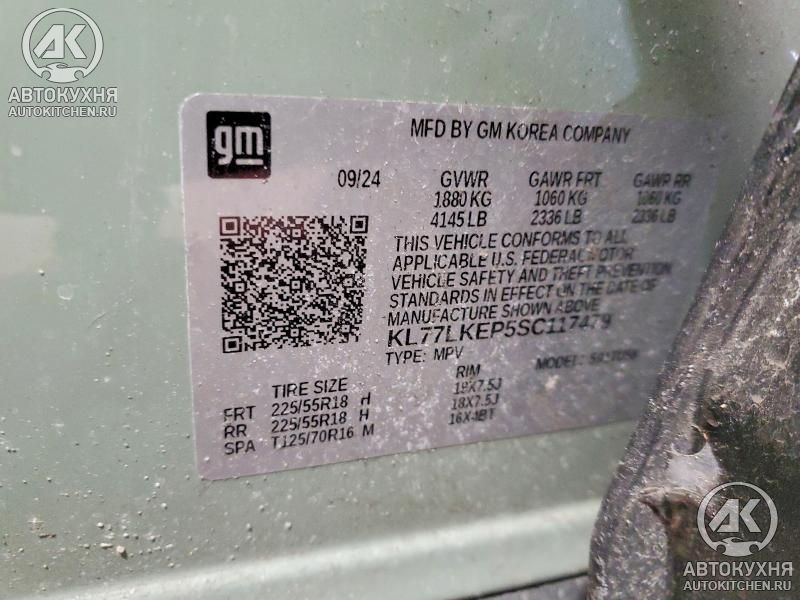 AK
АВТОКУХНЯ
AUTOKITCHEN.RU
gm
MFD BY GM KOREA COMPANY
09/24 GVWR GAWR FRT GAWR RR
1880 KG 1060 KG 1060 KG
4145 LB 2336 LB 2336 LB
THIS VEHICLE CONFORMS TO ALL
APPLICABLE U.S. FEDERAL MOTOR
VEHICLE SAFETY AND THEFT PREVENTION
STANDARDS IN EFFECT ON THE DATE OF
MANUFACTURE SHOWN ABOVE
KL77LKEP5SC117479
TYPE: MPV MODEL:
TIRE SIZE RIM
FRT 225/55R18 H 18X7.5J
RR 225/55R18 H 18X7.5J
SPA T125/70R16 M 16X4BT
AK
АВТОКУХНЯ
AUTOKITCHEN.RU